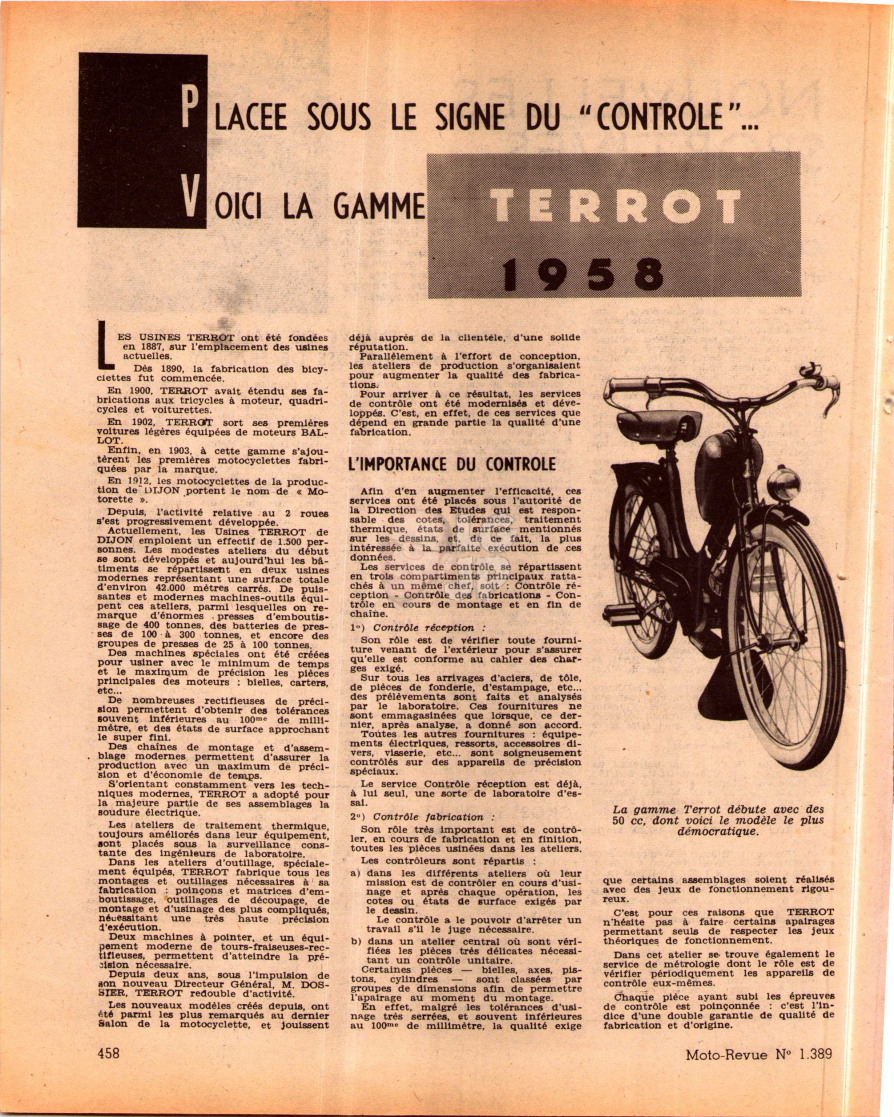 PLACEE SOUS LE SIGNE DU "CONTROLE"...
VOICI LA GAMME TERROT
1958
LES USINES TERROT ont été fondées
en 1887, sur l'emplacement des usines
actuelles.
Dés 1890, la fabrication des bicy-
clettes fut commencée.
En 1900, TERROT avait étendu ses fa-
brications aux tricycles à moteur, quadri-
cycles et voiturettes.
En 1902, TERROT sort ses premières
voitures légères équipées de moteurs BAL-
LOT.
Enfin, en 1903, à cette gamme s'ajou-
tèrent les premières motocyclettes fabri-
quées par la marque.
En 1912, les motocyclettes de la produc-
tion de DIJON portent le nom de « Mo-
torette ».
Depuis, l'activité relative au 2 roues
s'est progressivement développée.
Actuellement, les Usines TERROT de
DIJON emploient un effectif de 1.500 per-
sonnes. Les modestes ateliers du début
se sont développés et aujourd'hui les bâ-
timents se répartissent en deux usines
modernes représentant une surface totale
d'environ 42.000 mètres carrés. De puis-
santes et modernes machines-outils équi-
pent ces ateliers, parmi lesquelles on re-
marque d'énormes presses d'emboutis-
sage de 400 tonnes, des batteries de pres-
ses de 100 à 300 tonnes, et encore des
groupes de presses de 25 à 100 tonnes.
Des machines spéciales ont été créées
pour usiner avec le minimum de temps
et le maximum de précision les pièces
principales des moteurs : bielles, carters,
etc...
De nombreuses rectifieuses de préci-
sion permettent d'obtenir des tolérances
souvent inférieures au 100me de milli-
mètre, et des états de surface approchant
le super fini.
Des chaînes de montage et d'assem-
blage modernes permettent d'assurer la
production avec un maximum de préci-
sion et d'économie de temps.
S'orientant constamment vers les tech-
niques modernes, TERROT a adopté pour
la majeure partie de ses assemblages la
soudure électrique.
Les ateliers de traitement thermique,
toujours améliorés dans leur équipement,
sont placés sous la surveillance cons-
tante des ingénieurs de laboratoire.
Dans les ateliers d'outillage, spéciale-
ment équipés, TERROT fabrique tous les
montages et outillages nécessaires à sa
fabrication : poinçons et matrices d'em-
boutissage, outillages de découpage, de
montage et d'usinage des plus compliqués,
nécessitant une très haute précision
d'exécution.
Deux machines à pointer, et un équi-
pement moderne de tours-fraiseuses-rec-
tifieuses, permettent d'atteindre la pré-
cision nécessaire.
Depuis deux ans, sous l'impulsion de
son nouveau Directeur Général, M. DOS-
SIER, TERROT redouble d'activité.
Les nouveaux modèles créés depuis, ont
été parmi les plus remarqués au dernier
Salon de la motocyclette, et jouissent
déjà auprès de la clientèle, d'une solide
réputation.
Parallèlement à l'effort de conception,
les ateliers de production s'organisaient
pour augmenter la qualité des fabrica-
tions.
Pour arriver à ce résultat, les services
de contrôle ont été modernisés et déve-
loppés. C'est, en effet, de ces services que
dépend en grande partie la qualité d'une
fabrication.
L'IMPORTANCE DU CONTROLE
Afin d'en augmenter l'efficacité, ces
services ont été placés sous l'autorité de
la Direction des Etudes qui est respon-
sable des cotes, tolérances, traitement
thermique, états de surface mentionnés
sur les dessins, et, de ce fait, la plus
intéressée à la parfaite exécution de ces
données.
Les services de contrôle se répartissent
en trois compartiments principaux ratta-
chés à un même chef, soit : Contrôle ré-
ception - Contrôle des fabrications - Con-
trôle en cours de montage et en fin de
chaîne.
1°) Contrôle réception :
Son rôle est de vérifier toute fourni-
ture venant de l'extérieur pour s'assurer
qu'elle est conforme au cahier des char-
ges exigé.
Sur tous les arrivages d'aciers, de tôle,
de pièces de fonderie, d'estampage, etc...
des prélèvements sont faits et analysés
par le laboratoire. Ces fournitures ne
sont emmagasinées que lorsque, ce der-
nier, après analyse, a donné son accord.
Toutes les autres fournitures : équipe-
ments électriques, ressorts, accessoires di-
vers, visserie, etc... sont soigneusement
contrôlés sur des appareils de précision
spéciaux.
Le service Contrôle réception est déjà,
à lui seul, une sorte de laboratoire d'es-
sai.
2°) Contrôle fabrication :
Son rôle très important est de contrô-
ler, en cours de fabrication et en finition,
toutes les pièces usinées dans les ateliers.
Les contrôleurs sont répartis :
a) dans les différents ateliers où leur
mission est de contrôler en cours d'usi-
nage et après chaque opération, les
cotes ou états de surface exigés par
le dessin.
Le contrôle a le pouvoir d'arrêter un
travail s'il le juge nécessaire.
b) dans un atelier central où sont véri-
fiées les pièces très délicates nécessi-
tant un contrôle unitaire.
Certaines pièces — bielles, axes, pis-
tons, cylindres — sont classées par
groupes de dimensions afin de permettre
l'apairage au moment du montage.
En effet, malgré les tolérances d'usi-
nage très serrées, et souvent inférieures
au 100me de millimètre, la qualité exige
La gamme Terrot débute avec des
50 cc, dont voici le modèle le plus
démocratique.
que certains assemblages soient réalisés
avec des jeux de fonctionnement rigou-
reux.
C'est pour ces raisons que TERROT
n'hésite pas à faire certains apairages
permettant seuls de respecter les jeux
théoriques de fonctionnement.
Dans cet atelier se trouve également le
service de métrologie dont le rôle est de
vérifier périodiquement les appareils de
contrôle eux-mêmes.
Chaque pièce ayant subi les épreuves
de contrôle est poinçonnée : c'est l'in-
dice d'une double garantie de qualité de
fabrication et d'origine.
458
Moto-Revue N° 1.389